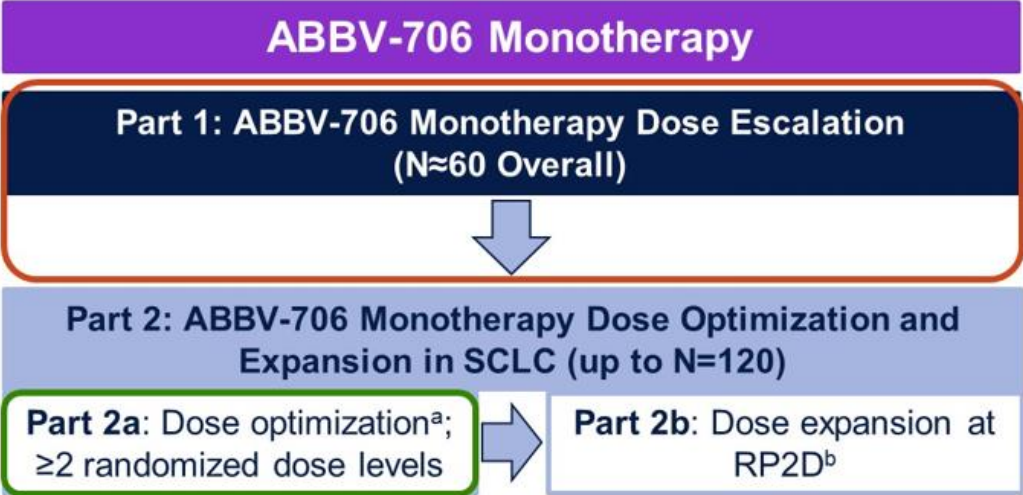 ABBV-706 Monotherapy
Part 1: ABBV-706 Monotherapy Dose Escalation
(N≈60 Overall)
Part 2: ABBV-706 Monotherapy Dose Optimization and
Expansion in SCLC (up to N=120)
Part 2a: Dose optimizationᵃ;
≥2 randomized dose levels
Part 2b: Dose expansion at
RP2Dᵇ